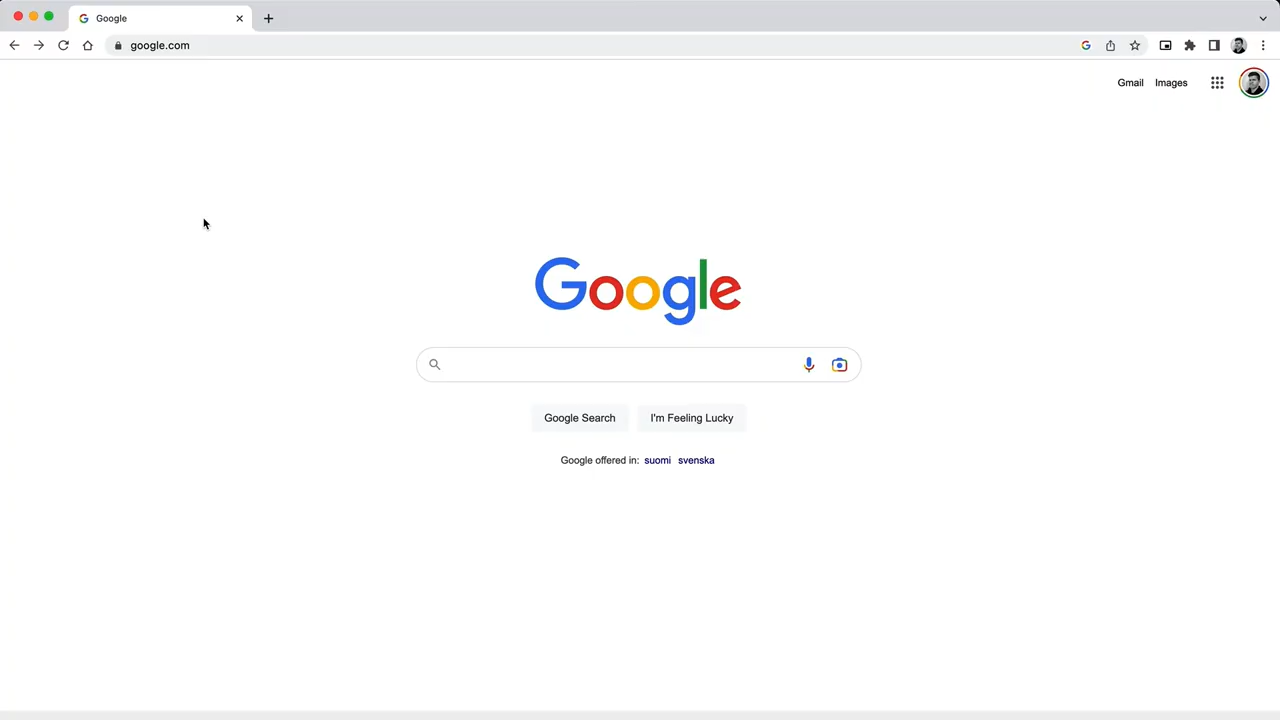 Google
google.com
Gmail Images
Google
Google Search I'm Feeling Lucky
Google offered in: suomi svenska